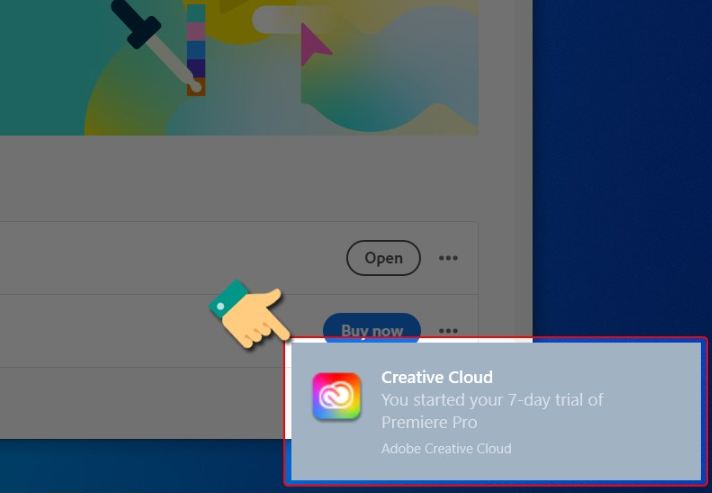 Open
Buy now
Creative Cloud
You started your 7-day trial of
Premiere Pro
Adobe Creative Cloud